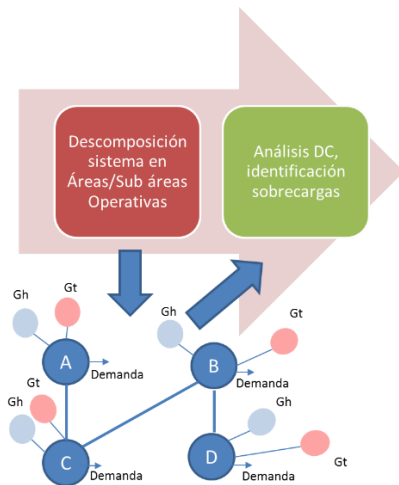 Descomposición
sistema en
Áreas/Sub áreas
Operativas
Análisis DC,
identificación
sobrecargas
Gh
Gt
A
Demanda
Gh
Gt
B
Demanda
Gt
Gh
C
Demanda
Gh
D
Gt
Demanda